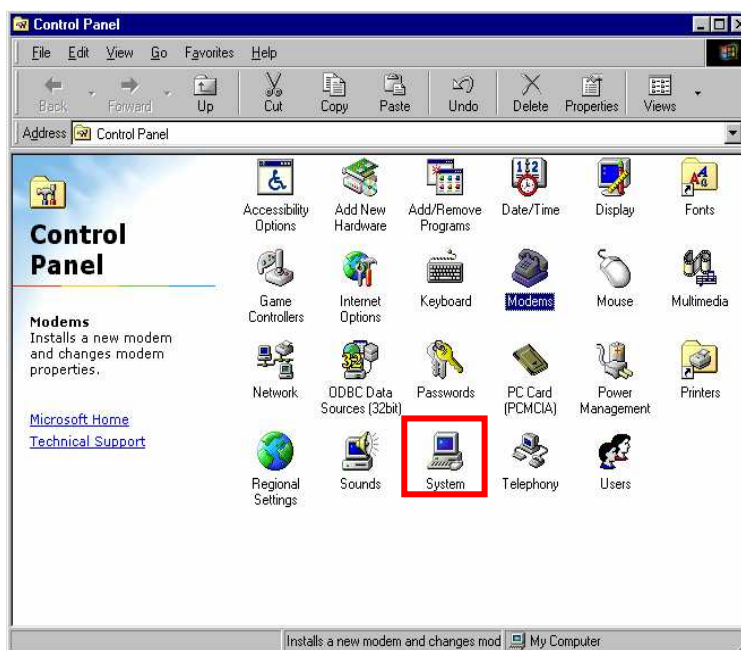 Control Panel
File Edit View Go Favorites Help
Back Forward Up Cut Copy Paste Undo Delete Properties Views
Address Control Panel
Control
Panel
Modems
Installs a new modem
and changes modem
properties.
Microsoft Home
Technical Support
Accessibility
Options
Add New
Hardware
Add/Remove
Programs
12
Date/Time
Display
Fonts
Game
Controllers
Internet
Options
Keyboard
Modems
Mouse
Multimedia
Network
32
ODBC Data
Sources (32bit)
Passwords
PC Card
(PCMCIA)
Power
Management
Printers
Regional
Settings
Sounds
System
Telephony
Users
Installs a new modem and changes mod My Computer